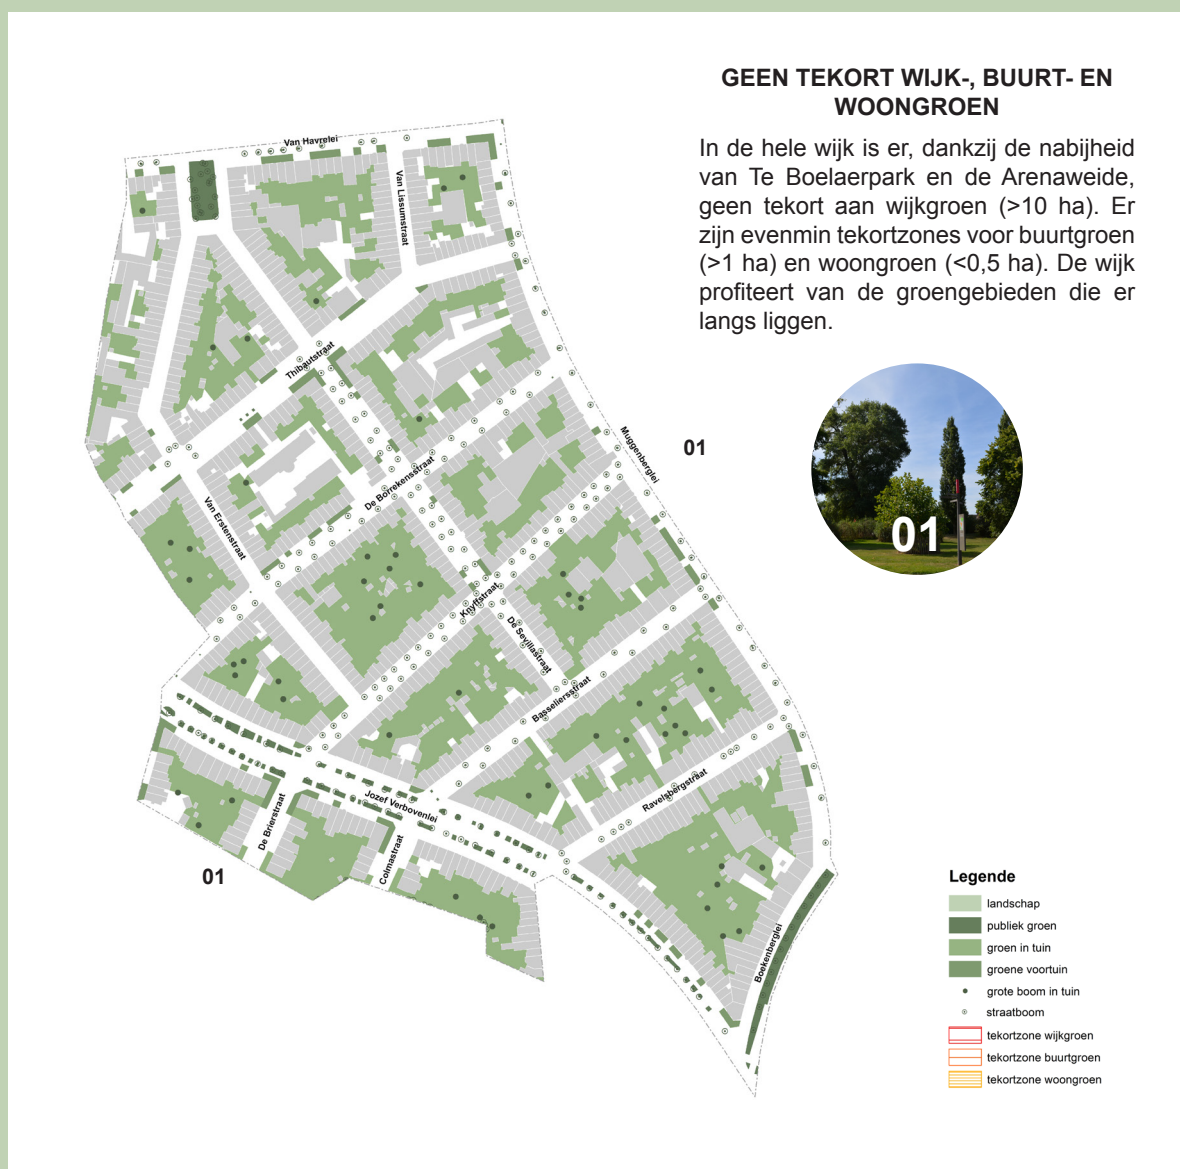 GEEN TEKORT WIJK-, BUURT- EN
WOONGROEN
In de hele wijk is er, dankzij de nabijheid
van Te Boelaerpark en de Arenaweide,
geen tekort aan wijkgroen (>10 ha). Er
zijn evenmin tekortzones voor buurtgroen
(>1 ha) en woongroen (<0,5 ha). De wijk
profiteert van de groengebieden die er
langs liggen.
Van Havrelei
Van Lissumstraat
Thibautstraat
Muggenberglei
01
01
De Borrekensstraat
Van Erstenstraat
Knyffstraat
De Sevillastraat
Basseliersstraat
Ravelsbergstraat
Jozef Verbovenlei
De Brierstraat
Colmastraat
01
Boekenberglei
Legende
landschap
publiek groen
groen in tuin
groene voortuin
grote boom in tuin
straatboom
tekortzone wijkgroen
tekortzone buurtgroen
tekortzone woongroen